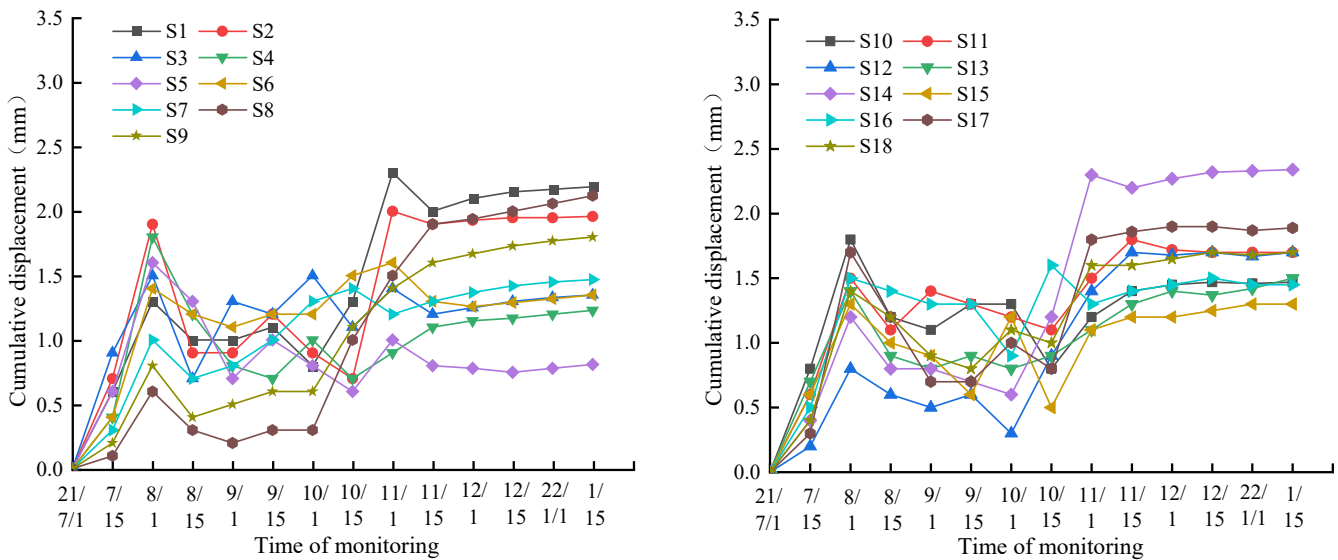 3.5
3.0
2.5
2.0
1.5
1.0
0.5
0.0
Cumulative displacement（mm）
S1 S2
S3 S4
S5 S6
S7 S8
S9
21/ 7/ 8/ 8/ 9/ 9/ 10/ 10/ 11/ 11/ 12/ 12/ 22/ 1/
7/1 15 1 15 1 15 1 15 1 15 1 15 1/1 15
Time of monitoring
3.5
3.0
2.5
2.0
1.5
1.0
0.5
0.0
Cumulative displacement（mm）
S10 S11
S12 S13
S14 S15
S16 S17
S18
21/ 7/ 8/ 8/ 9/ 9/ 10/ 10/ 11/ 11/ 12/ 12/ 22/ 1/
7/1 15 1 15 1 15 1 15 1 15 1 15 1/1 15
Time of monitoring